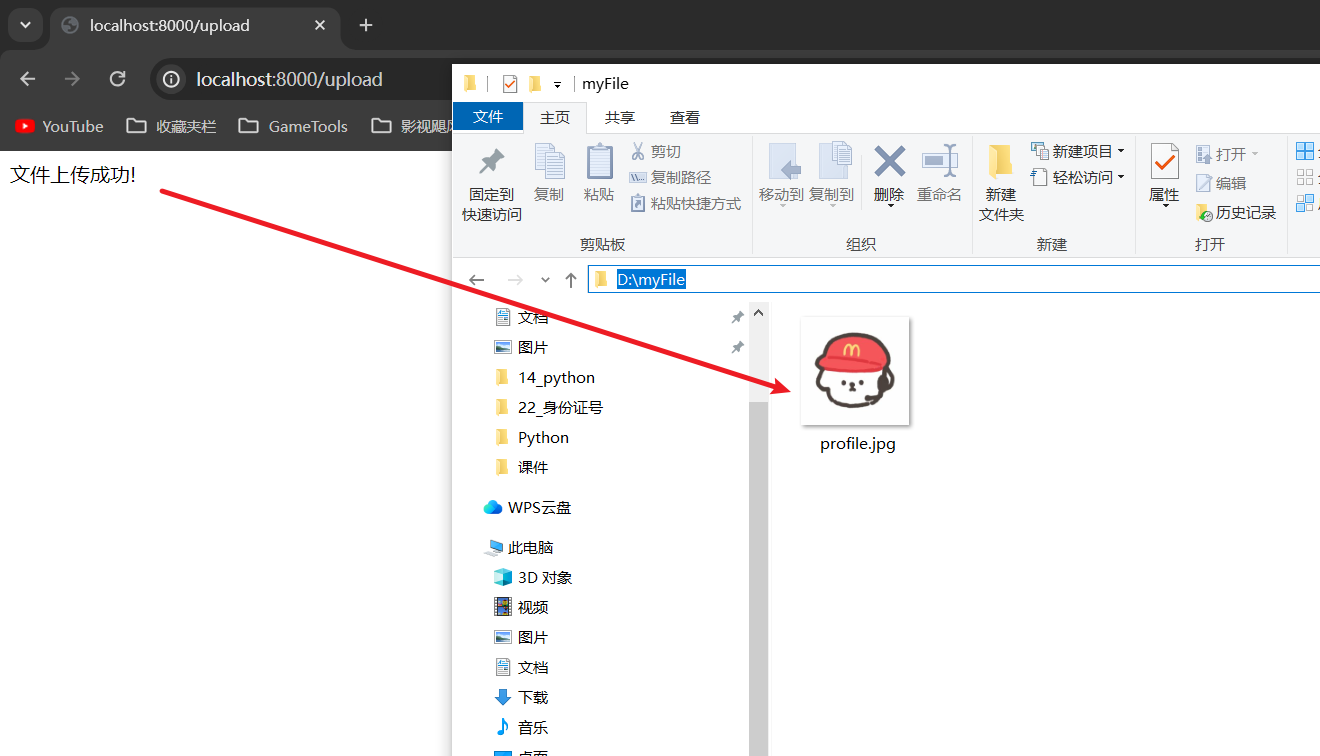 localhost:8000/upload
localhost:8000/upload
YouTube 收藏夹栏 GameTools 影视飓
文件上传成功!
myFile
文件 主页 共享 查看
固定到
快速访问
复制
粘贴
剪切
复制路径
粘贴快捷方式
剪贴板
移动到 复制到 删除 重命名
组织
新建
文件夹
新建项目
轻松访问
新建
属性
打开
编辑
历史记录
打开
D:\myFile
文档
图片
14_python
22_身份证号
Python
课件
WPS云盘
此电脑
3D 对象
视频
图片
文档
下载
音乐
桌面
profile.jpg